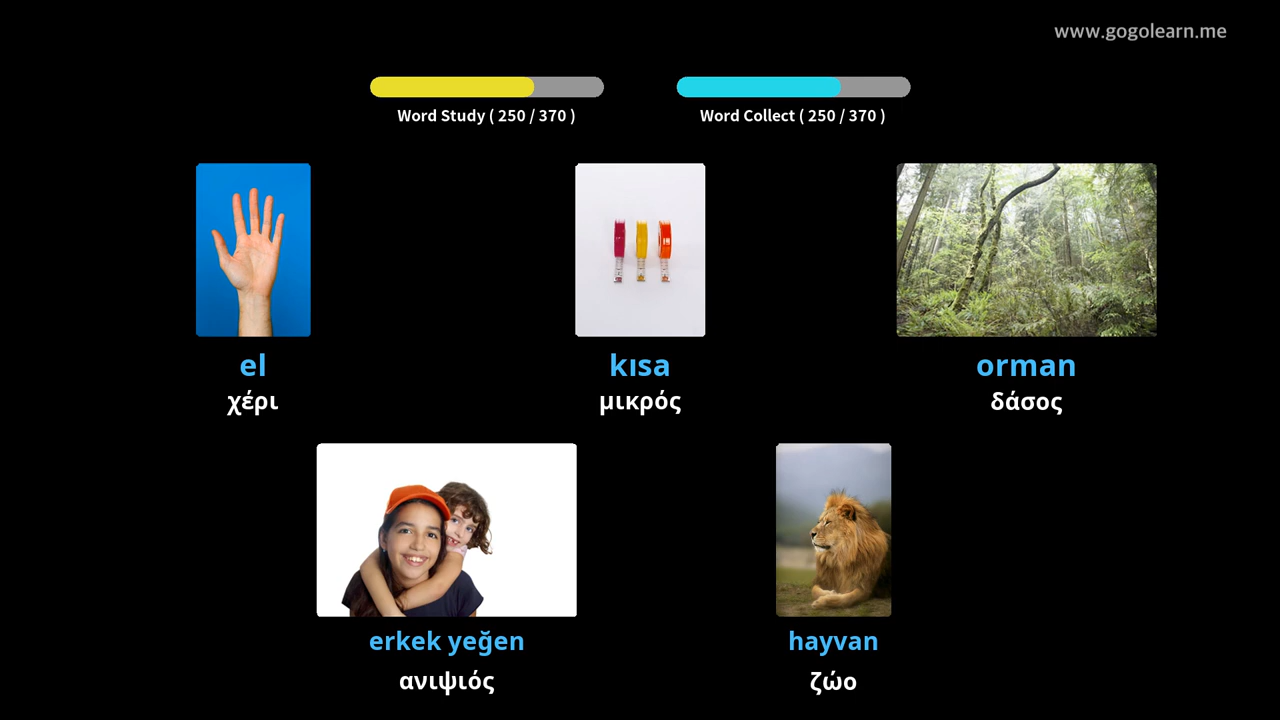 www.gogolearn.me
Word Study ( 250 / 370 )
Word Collect ( 250 / 370 )
el
χέρι
kısa
μικρός
orman
δάσος
erkek yeğen
ανιψιός
hayvan
ζώο